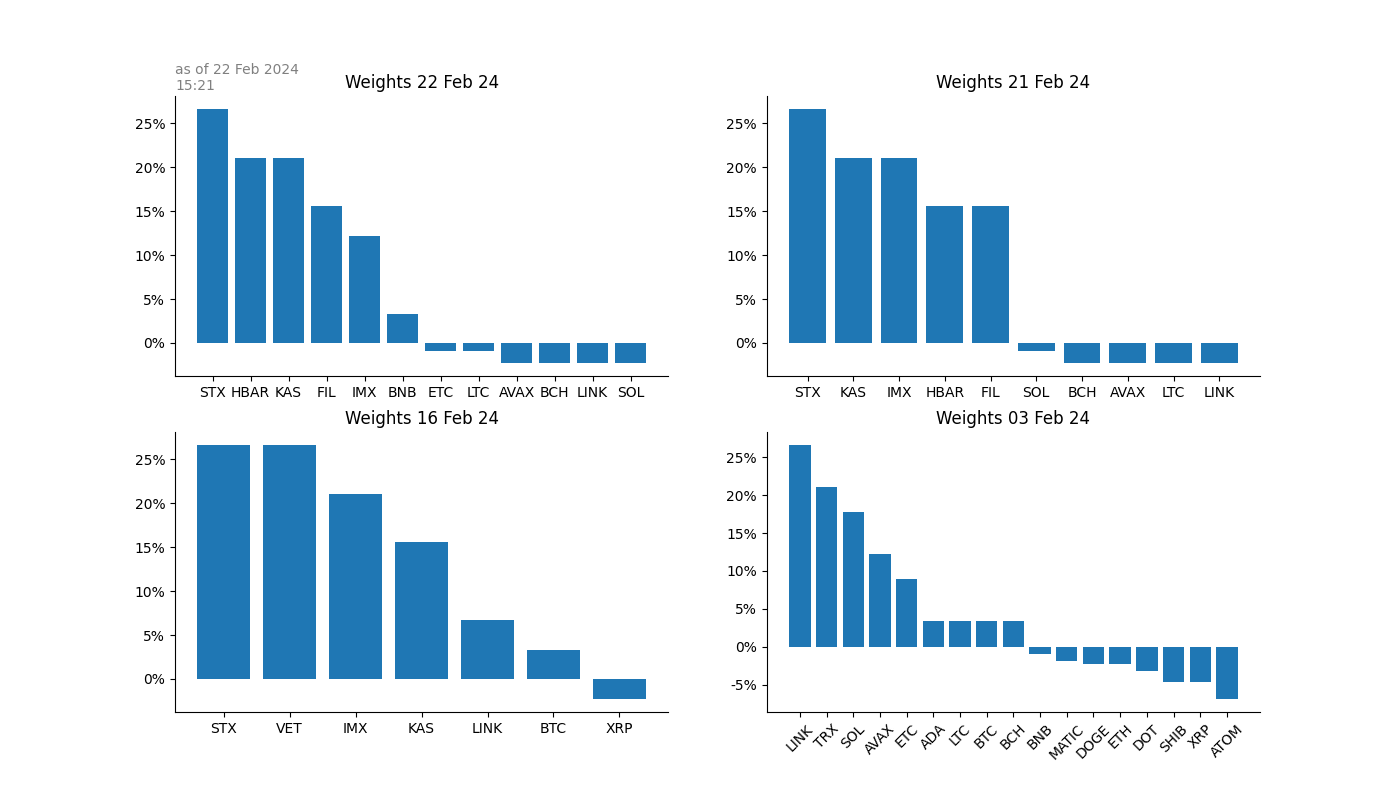 as of 22 Feb 2024
15:21
Weights 22 Feb 24
25%
20%
15%
10%
5%
0%
STX HBAR KAS FIL IMX BNB ETC LTC AVAX BCH LINK SOL
Weights 21 Feb 24
25%
20%
15%
10%
5%
0%
STX KAS IMX HBAR FIL SOL BCH AVAX LTC LINK
Weights 16 Feb 24
25%
20%
15%
10%
5%
0%
STX VET IMX KAS LINK BTC XRP
Weights 03 Feb 24
25%
20%
15%
10%
5%
0%
-5%
LINK TRX SOL AVAX ETC ADA LTC BTC BCH BNB MATIC DOGE ETH DOT SHIB XRP ATOM